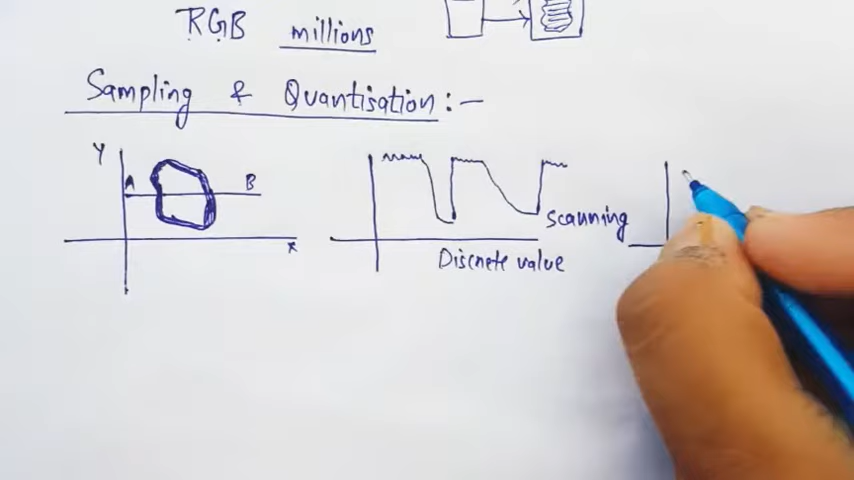 RGB millions
Sampling & Quantisation :-
Y
A B
x
Scanning
Discrete value